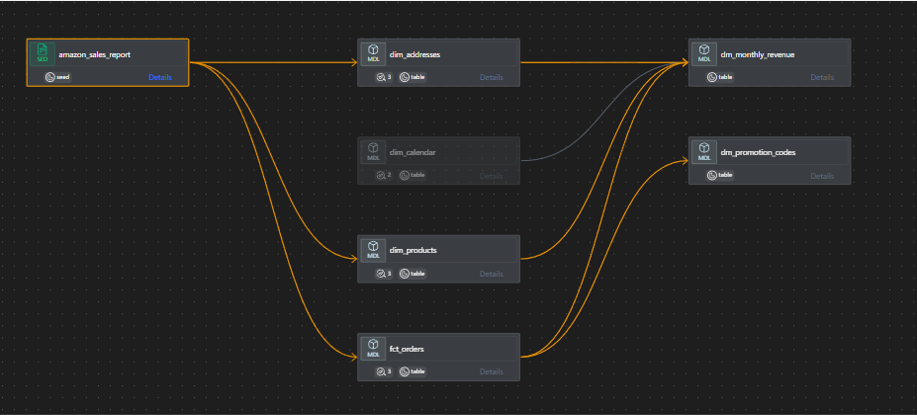 amazon_sales_report
SED
seed
Details
dim_addresses
MDL
3
table
Details
dm_monthly_revenue
MDL
table
Details
dim_calendar
MDL
2
table
Details
dm_promotion_codes
MDL
table
Details
dim_products
MDL
3
table
Details
fct_orders
MDL
3
table
Details